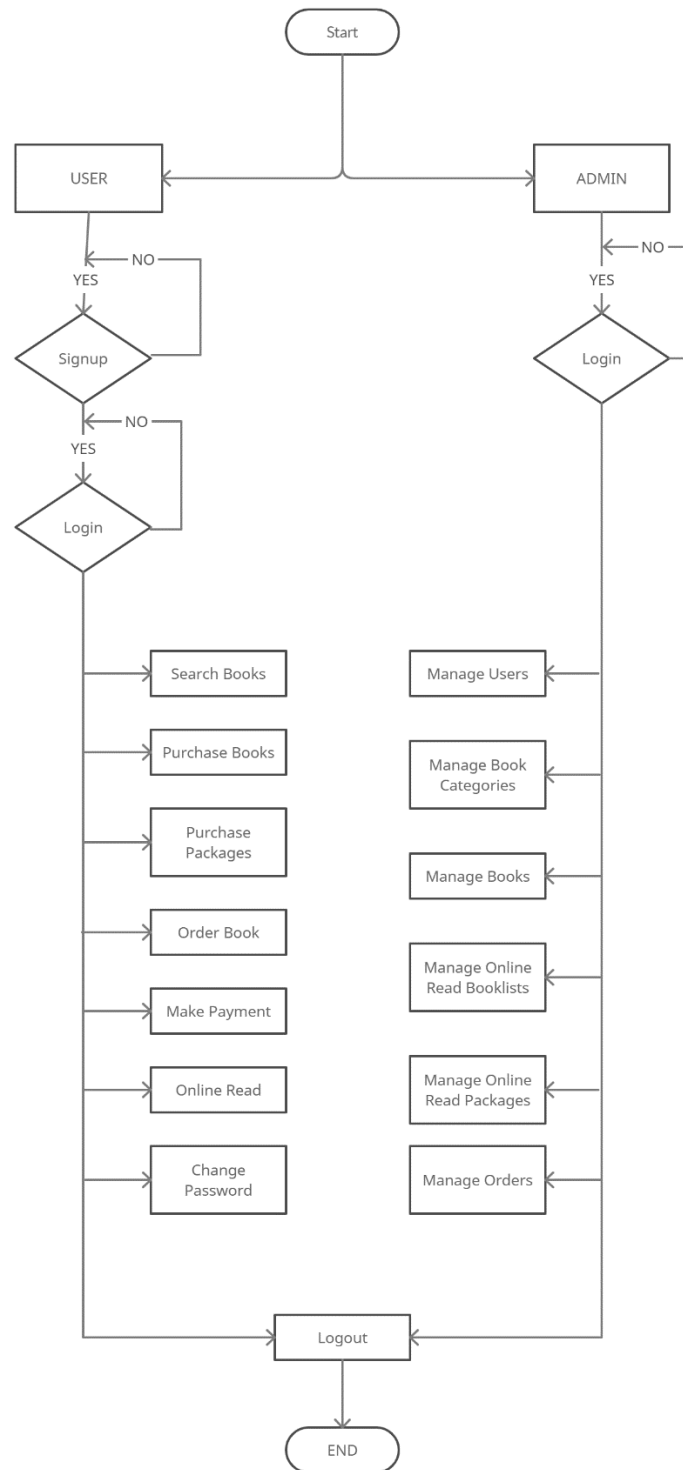 Start
USER
ADMIN
NO
NO
YES
YES
Signup
Login
NO
YES
Login
Search Books
Manage Users
Purchase Books
Manage Book
Categories
Purchase
Packages
Manage Books
Order Book
Manage Online
Read Booklists
Make Payment
Online Read
Manage Online
Read Packages
Change
Password
Manage Orders
Logout
END